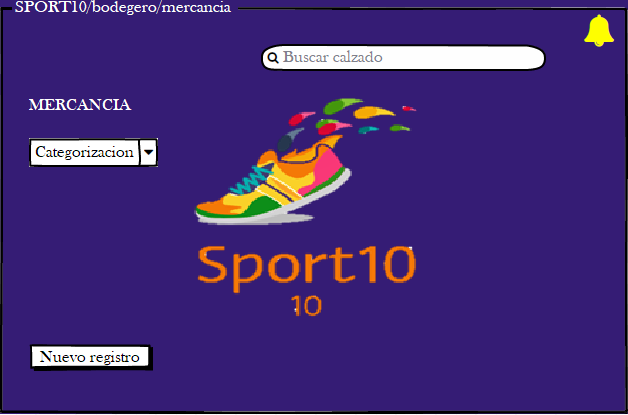 SPORT10/bodegero/mercancia
Buscar calzado
MERCANCIA
Categorizacion
Sport10
10
Nuevo registro